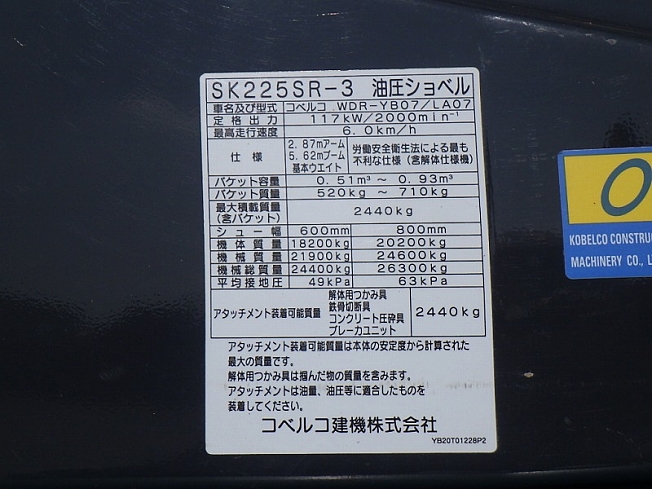 SK225SR-3 油圧ショベル
車名及び型式 コベルコ WDR-YB07/LA07
定格出力 117kW/2000min⁻¹
最高走行速度 6.0km/h
仕様 2.87mアーム 5.62mブーム 基本ウエイト 労働安全衛生法による最も不利な仕様(含解体仕様機)
バケット容量 0.51m³ ~ 0.93m³
バケット質量 520kg ~ 710kg
最大積載質量(含バケット) 2440kg
シュー幅 600mm 800mm
機体質量 18200kg 20200kg
機械質量 21900kg 24600kg
機械総質量 24400kg 26300kg
平均接地圧 49kPa 63kPa
アタッチメント装着可能質量 解体用つかみ具 鉄骨切断具 コンクリート圧砕具 ブレーカユニット 2440kg
アタッチメント装着可能質量は本体の安定度から計算された
最大の質量です。
解体用つかみ具は掴んだ物の質量を含みます。
アタッチメントは油量、油圧等に適合したものを
装着してください。
コベルコ建機株式会社
YB20T01228P2
KOBELCO CONSTRUC
MACHINERY CO., L